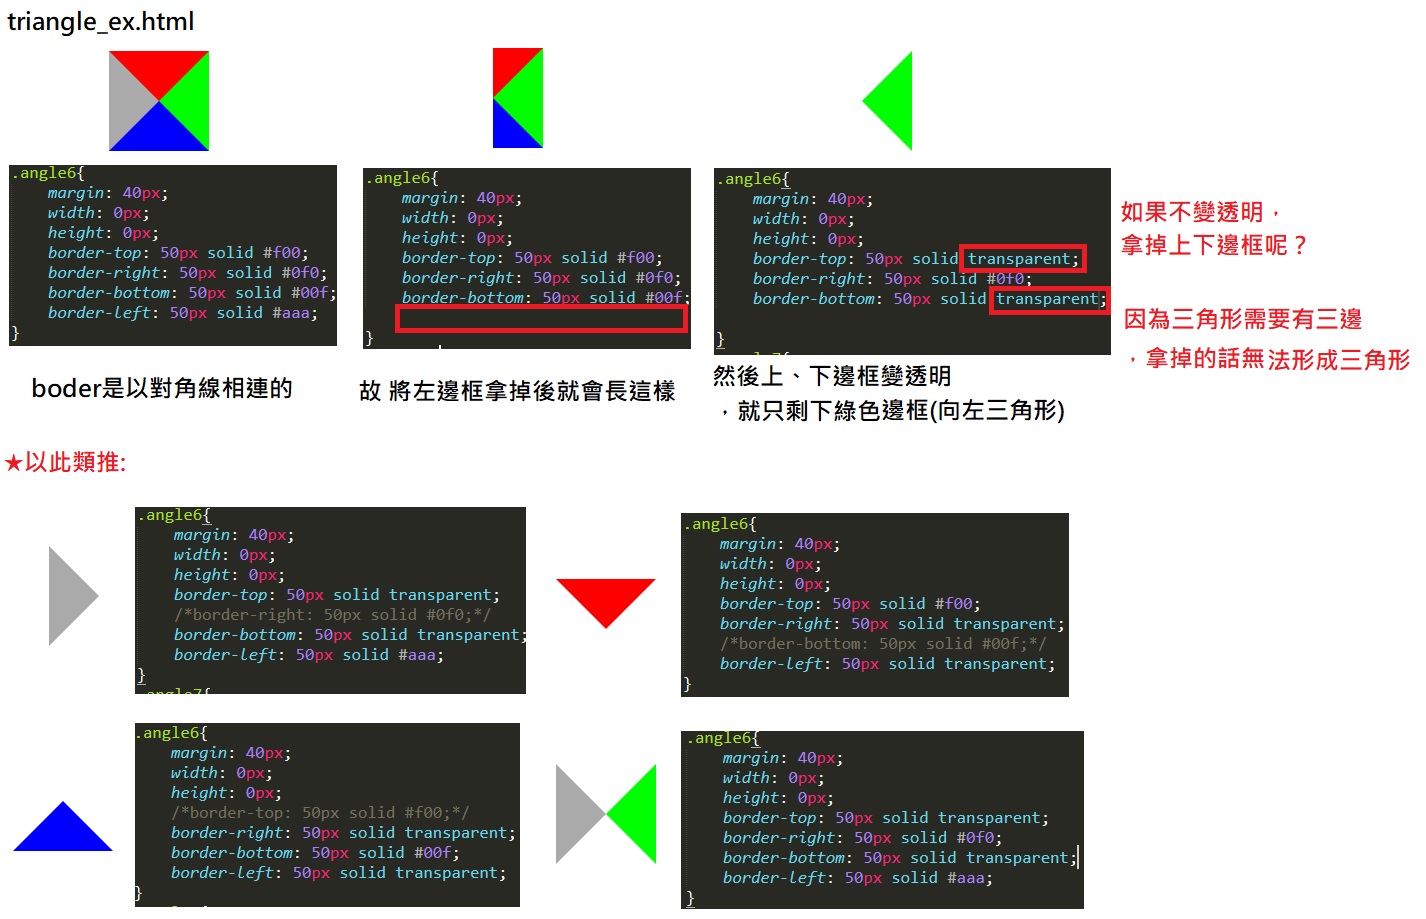 triangle_ex.html
.angle6{
margin: 40px;
width: 0px;
height: 0px;
border-top: 50px solid #f00;
border-right: 50px solid #0f0;
border-bottom: 50px solid #00f;
border-left: 50px solid #aaa;
}
boder是以對角線相連的
.angle6{
margin: 40px;
width: 0px;
height: 0px;
border-top: 50px solid #f00;
border-right: 50px solid #0f0;
border-bottom: 50px solid #00f;
}
故 將左邊框拿掉後就會長這樣
.angle6{
margin: 40px;
width: 0px;
height: 0px;
border-top: 50px solid transparent;
border-right: 50px solid #0f0;
border-bottom: 50px solid transparent;
}
然後上、下邊框變透明
，就只剩下綠色邊框(向左三角形)
如果不變透明，
拿掉上下邊框呢？
因為三角形需要有三邊
，拿掉的話無法形成三角形
★以此類推:
.angle6{
margin: 40px;
width: 0px;
height: 0px;
border-top: 50px solid transparent;
/*border-right: 50px solid #0f0;*/
border-bottom: 50px solid transparent;
border-left: 50px solid #aaa;
}
.angle7{
.angle6{
margin: 40px;
width: 0px;
height: 0px;
border-top: 50px solid #f00;
border-right: 50px solid transparent;
/*border-bottom: 50px solid #00f;*/
border-left: 50px solid transparent;
}
.angle6{
margin: 40px;
width: 0px;
height: 0px;
/*border-top: 50px solid #f00;*/
border-right: 50px solid transparent;
border-bottom: 50px solid #00f;
border-left: 50px solid transparent;
}
.angle6{
margin: 40px;
width: 0px;
height: 0px;
border-top: 50px solid transparent;
border-right: 50px solid #0f0;
border-bottom: 50px solid transparent;
border-left: 50px solid #aaa;
}